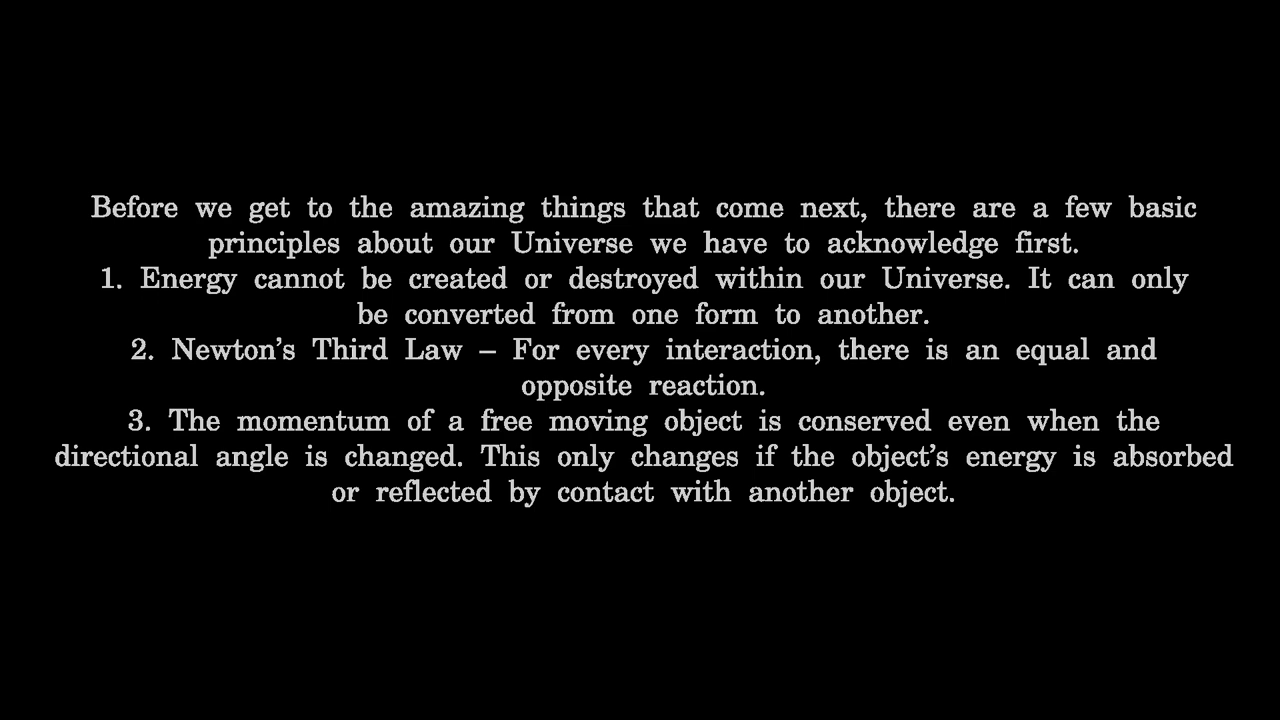 Before we get to the amazing things that come next, there are a few basic
principles about our Universe we have to acknowledge first.
1. Energy cannot be created or destroyed within our Universe. It can only
be converted from one form to another.
2. Newton’s Third Law – For every interaction, there is an equal and
opposite reaction.
3. The momentum of a free moving object is conserved even when the
directional angle is changed. This only changes if the object’s energy is absorbed
or reflected by contact with another object.